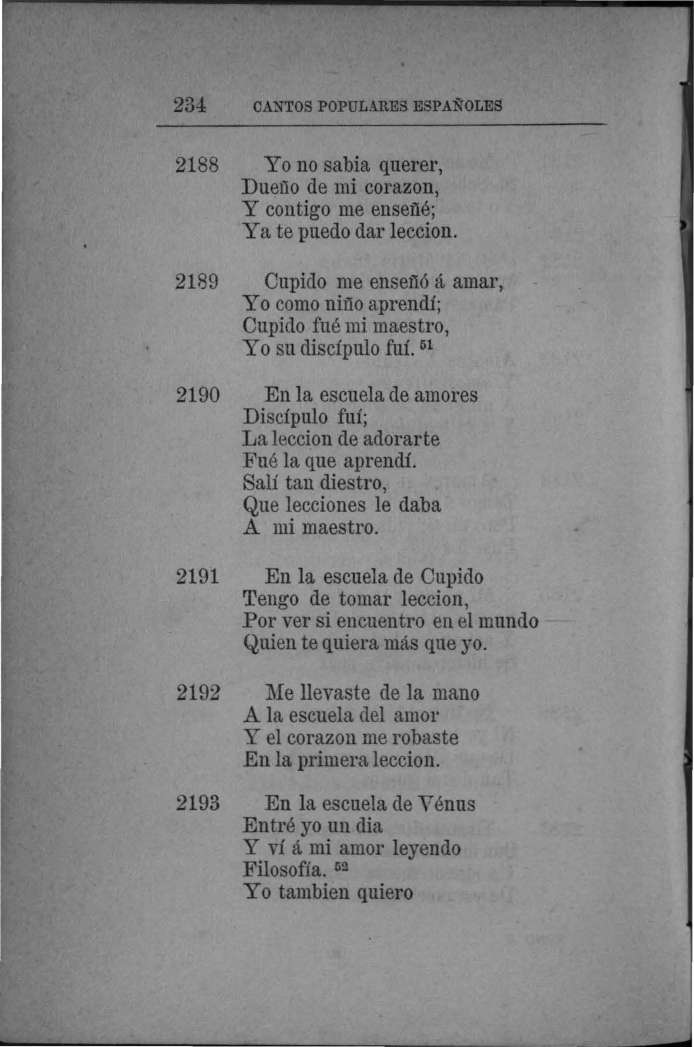 234 CANTOS POPULARES ESPAÑOLES
2188 Yo no sabia querer,
Dueño de mi corazon,
Y contigo me enseñé;
Ya te puedo dar leccion.
2189 Cupido me enseñó á amar,
Yo como niño aprendí;
Cupido fué mi maestro,
Yo su discípulo fuí. 51
2190 En la escuela de amores
Discípulo fuí;
La leccion de adorarte
Fué la que aprendí.
Salí tan diestro,
Que lecciones le daba
A mi maestro.
2191 En la escuela de Cupido
Tengo de tomar leccion,
Por ver si encuentro en el mundo
Quien te quiera más que yo.
2192 Me llevaste de la mano
A la escuela del amor
Y el corazon me robaste
En la primera leccion.
2193 En la escuela de Vénus
Entré yo un dia
Y ví á mi amor leyendo
Filosofía. 52
Yo tambien quiero